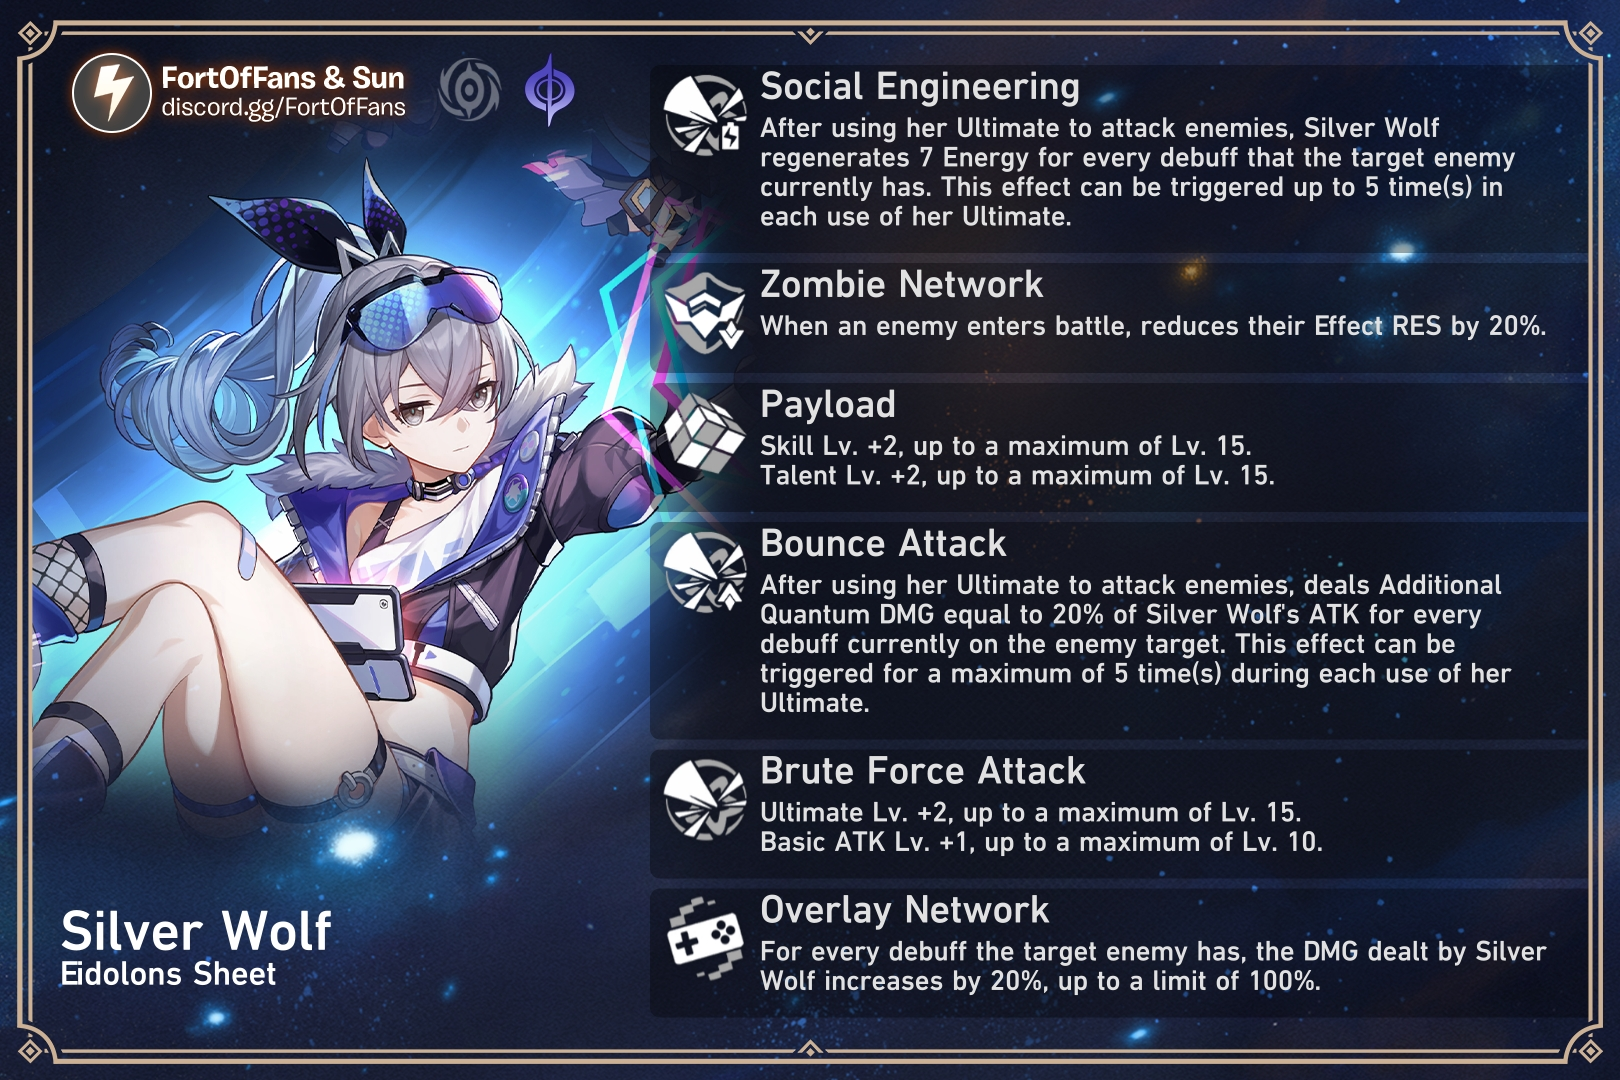 FortOfFans & Sun
discord.gg/FortOfFans
Social Engineering
After using her Ultimate to attack enemies, Silver Wolf
regenerates 7 Energy for every debuff that the target enemy
currently has. This effect can be triggered up to 5 time(s) in
each use of her Ultimate.
Zombie Network
When an enemy enters battle, reduces their Effect RES by 20%.
Payload
Skill Lv. +2, up to a maximum of Lv. 15.
Talent Lv. +2, up to a maximum of Lv. 15.
Bounce Attack
After using her Ultimate to attack enemies, deals Additional
Quantum DMG equal to 20% of Silver Wolf's ATK for every
debuff currently on the enemy target. This effect can be
triggered for a maximum of 5 time(s) during each use of her
Ultimate.
Brute Force Attack
Ultimate Lv. +2, up to a maximum of Lv. 15.
Basic ATK Lv. +1, up to a maximum of Lv. 10.
Overlay Network
For every debuff the target enemy has, the DMG dealt by Silver
Wolf increases by 20%, up to a limit of 100%.
Silver Wolf
Eidolons Sheet